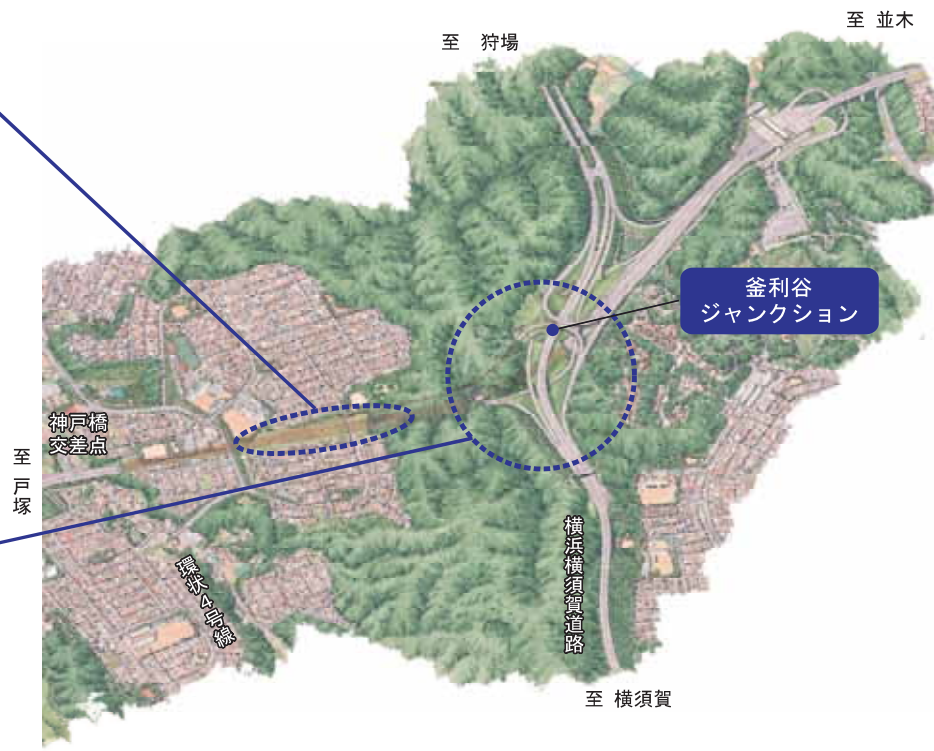 至 並木
至 狩場
釜利谷
ジャンクション
神戸橋
交差点
至 戸塚
環状4号線
横浜横須賀道路
至 横須賀